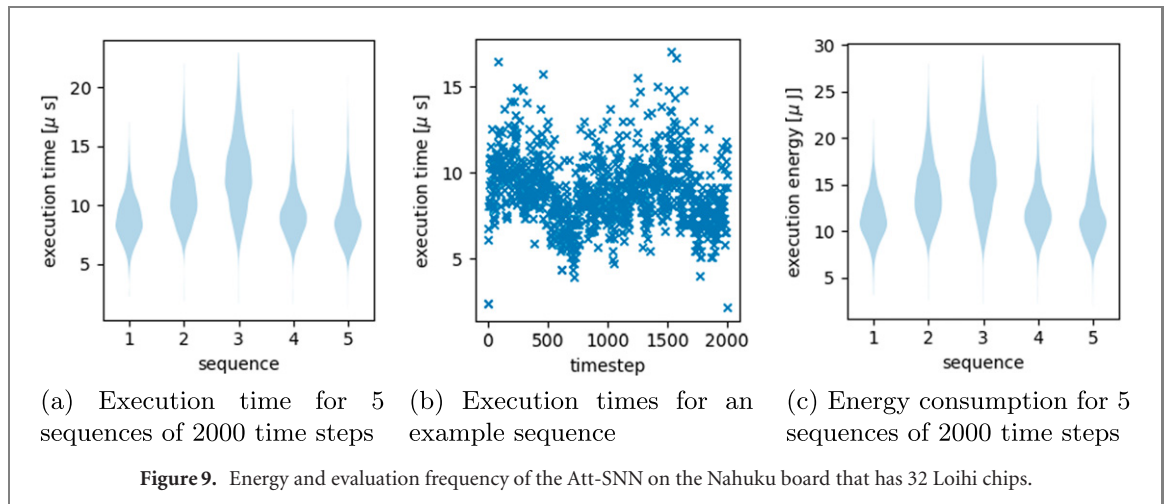 20
15
10
5
execution time [μ s]
1 2 3 4 5
sequence
(a) Execution time for 5
sequences of 2000 time steps
15
10
5
execution time [μ s]
0 500 1000 1500 2000
timestep
(b) Execution times for an
example sequence
30
25
20
15
10
5
execution energy [μ J]
1 2 3 4 5
sequence
(c) Energy consumption for 5
sequences of 2000 time steps
Figure 9. Energy and evaluation frequency of the Att-SNN on the Nahuku board that has 32 Loihi chips.